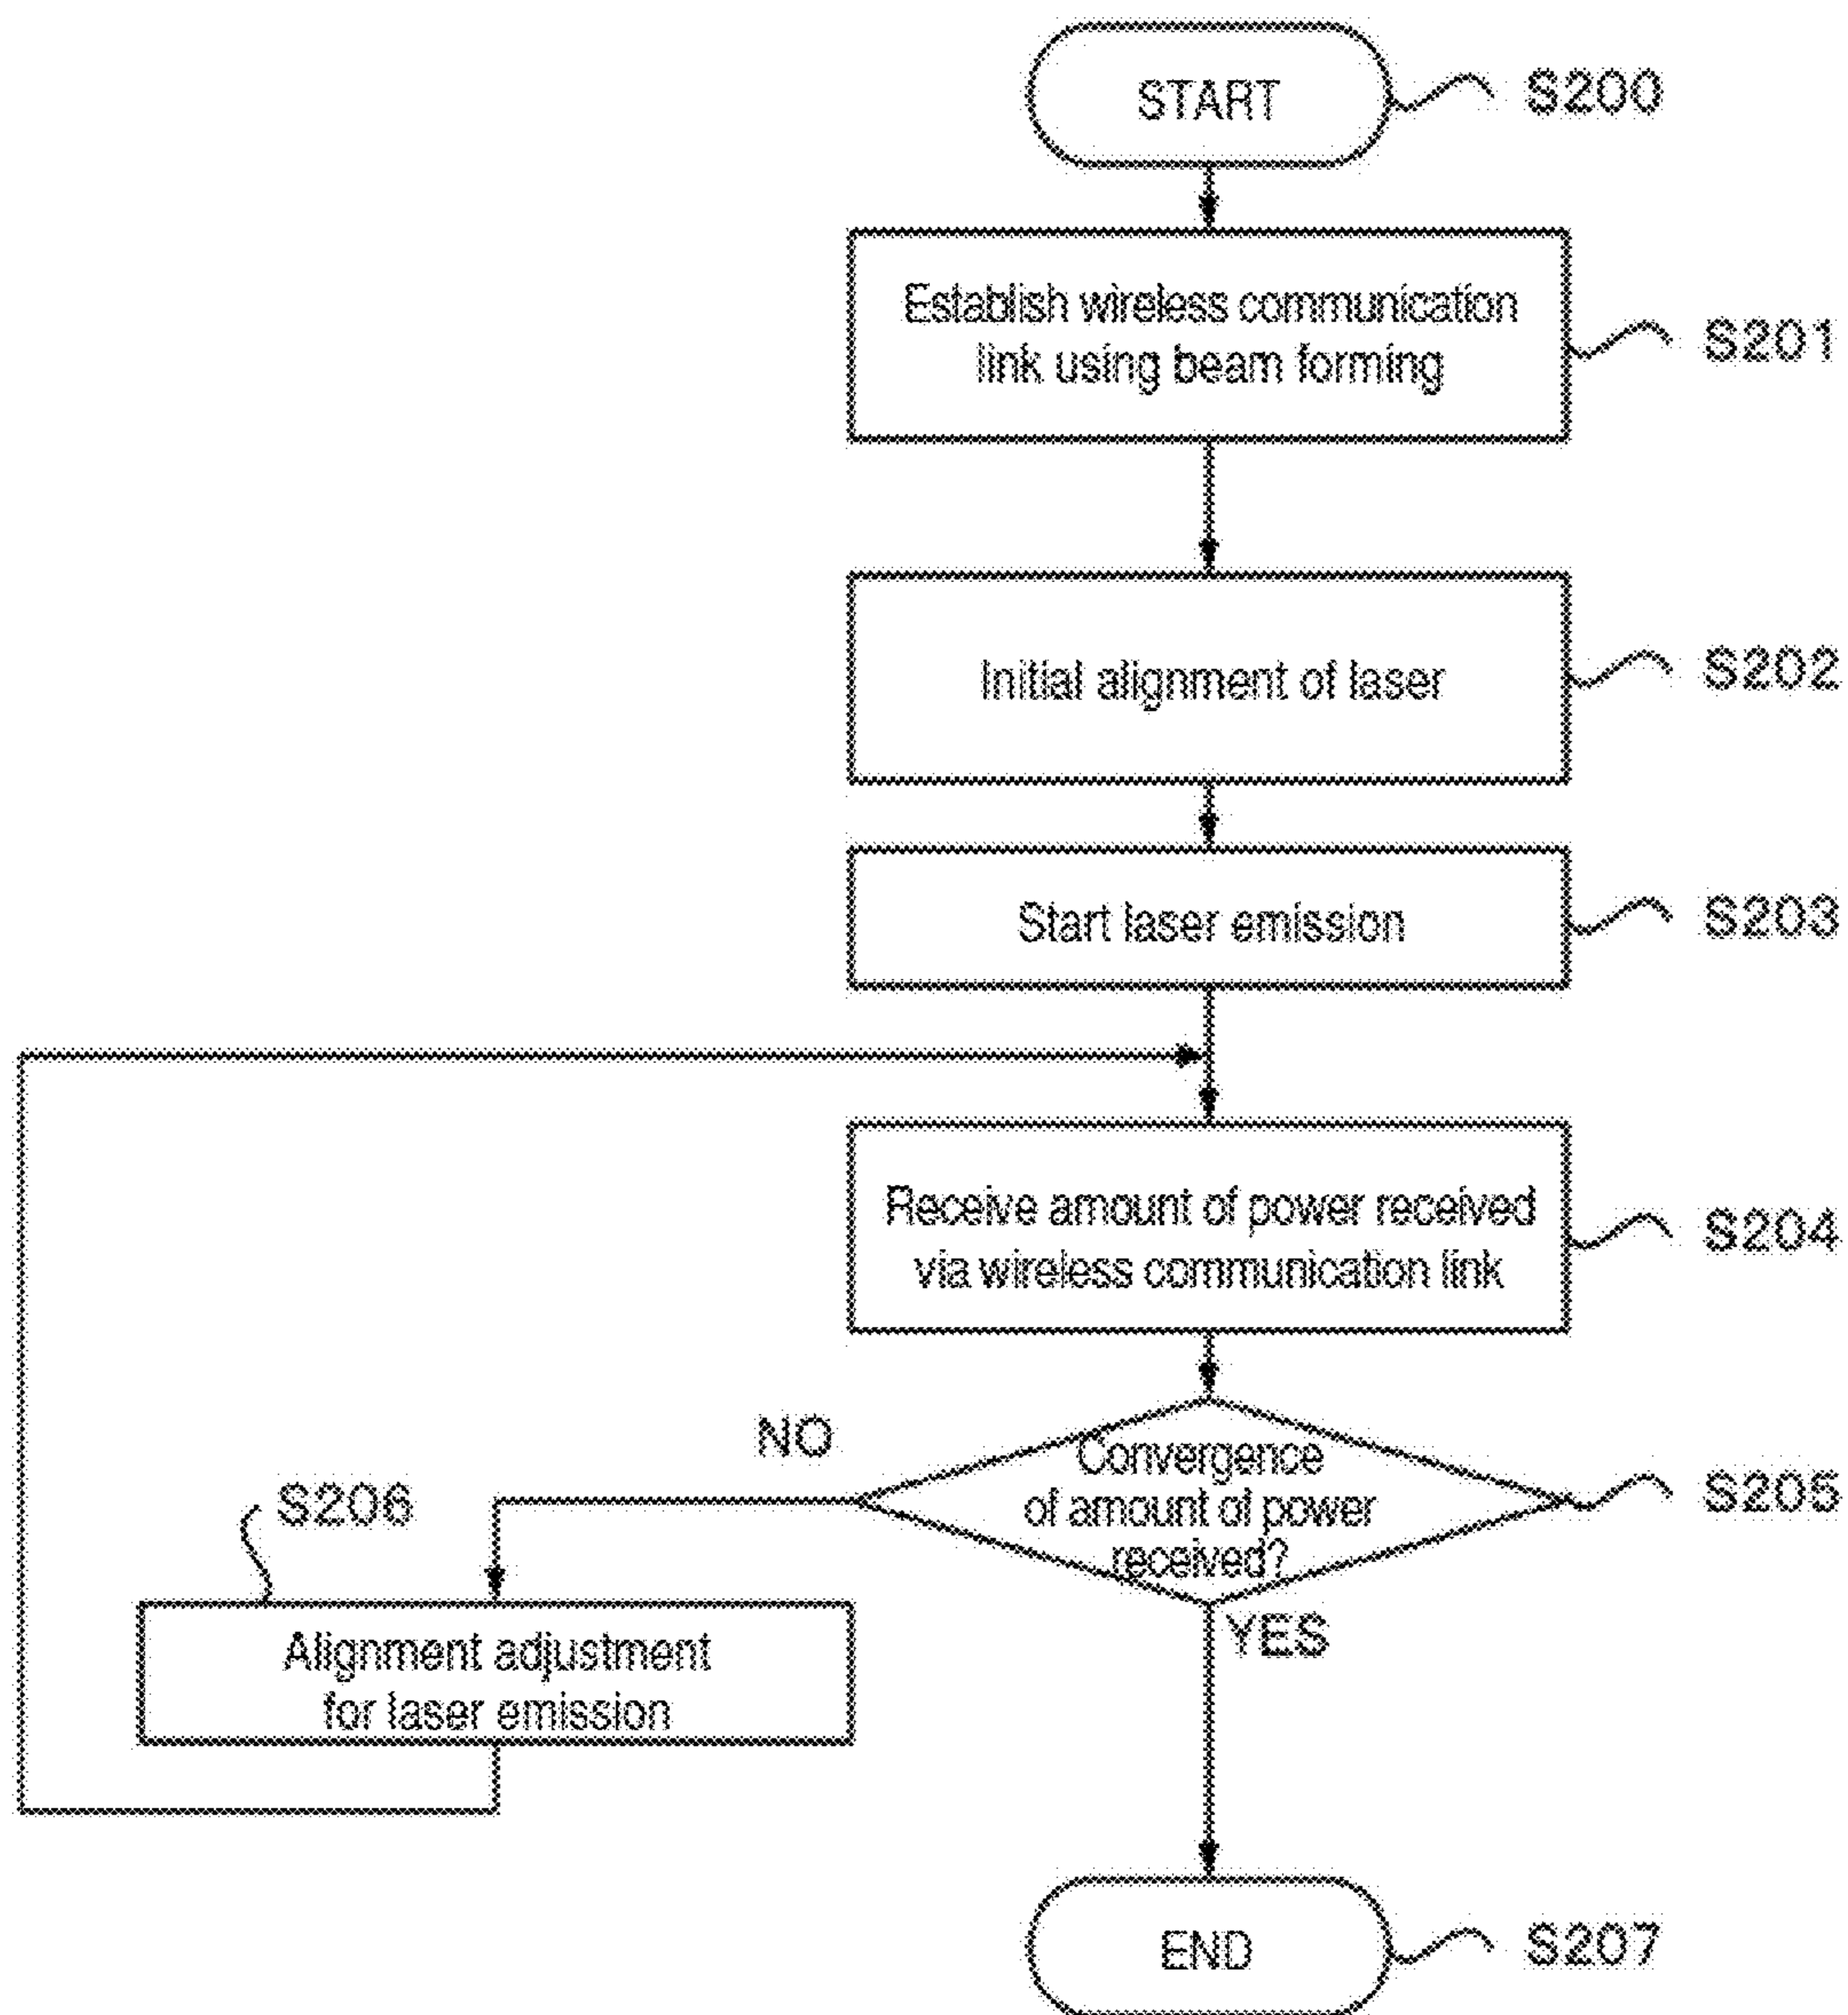 START
S200
Establish wireless communication
link using beam forming
S201
Initial alignment of laser
S202
Start laser emission
S203
Receive amount of power received
via wireless communication link
S204
NO
Convergence
of amount of power
received?
S205
S206
YES
Alignment adjustment
for laser emission
END
S207